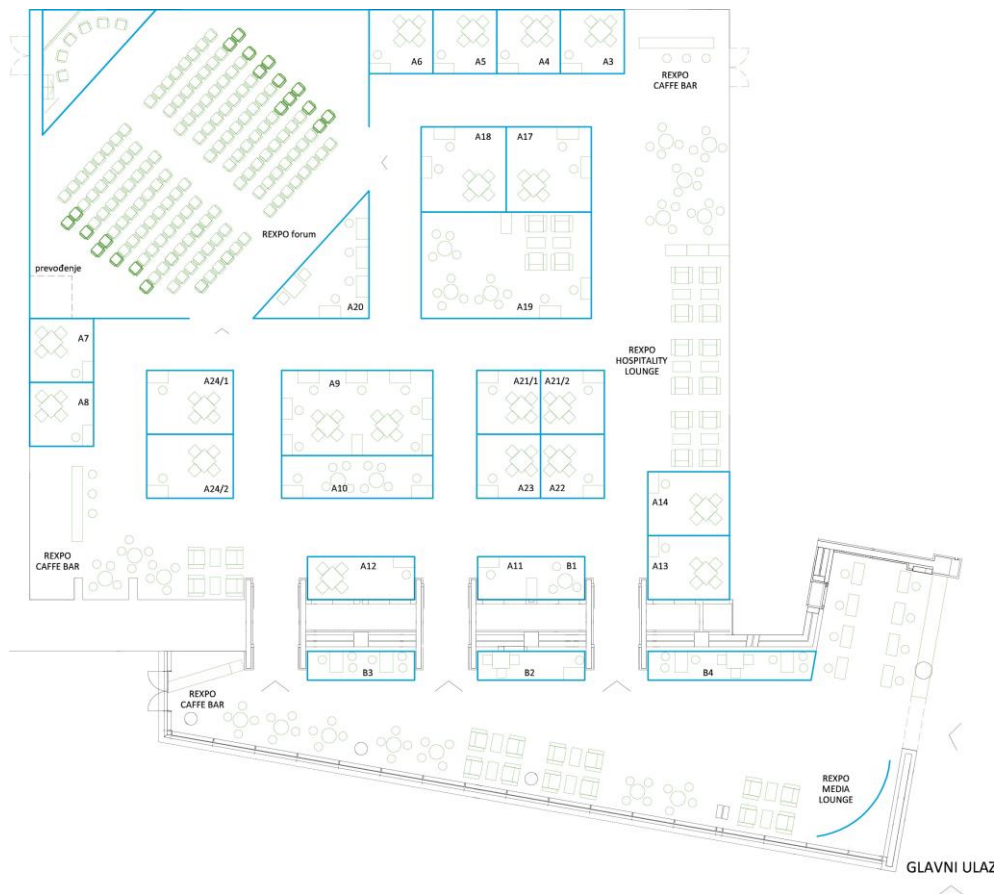 A6
A5
A4
A3
REXPO
CAFFE BAR
A18
A17
REXPO forum
prevođenje
A20
A19
A7
A8
A24/1
A9
A21/1
A21/2
REXPO
HOSPITALITY
LOUNGE
A24/2
A10
A23
A22
A14
REXPO
CAFFE BAR
A12
A11
B1
A13
B3
B2
B4
REXPO
CAFFE BAR
REXPO
MEDIA
LOUNGE
GLAVNI ULAZ